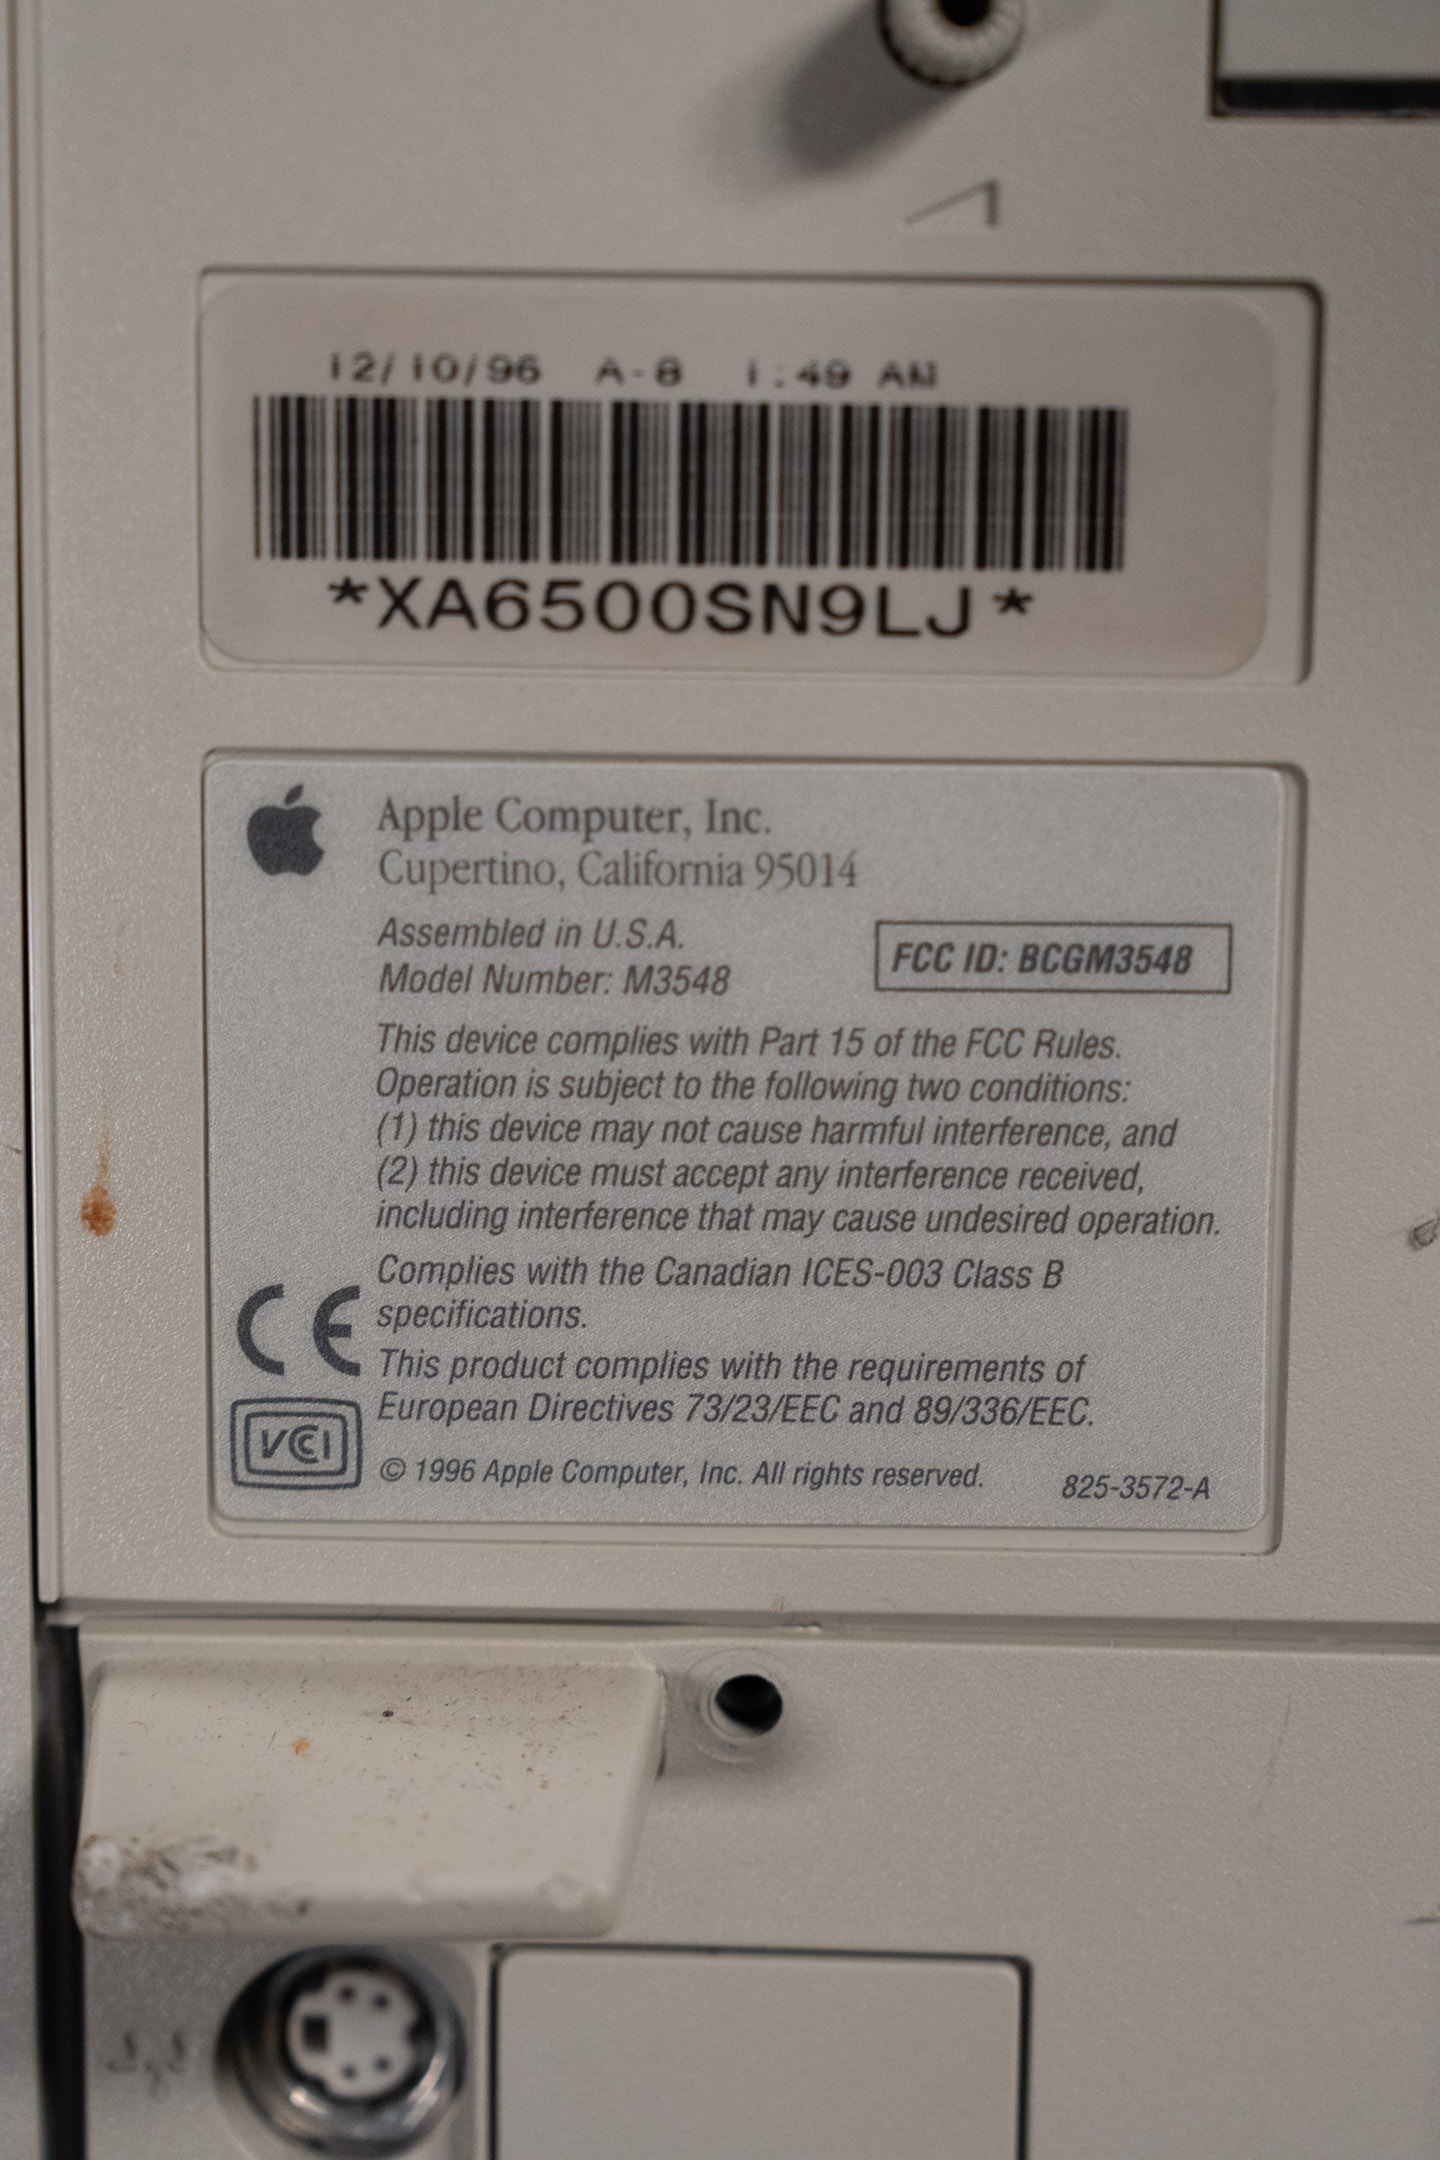 12/10/96 A-8 1:49 AM
*XA6500SN9LJ*
Apple Computer, Inc.
Cupertino, California 95014
Assembled in U.S.A.
Model Number: M3548
FCC ID: BCGM3548
This device complies with Part 15 of the FCC Rules.
Operation is subject to the following two conditions:
(1) this device may not cause harmful interference, and
(2) this device must accept any interference received,
including interference that may cause undesired operation.
Complies with the Canadian ICES-003 Class B
specifications.
CE
This product complies with the requirements of
European Directives 73/23/EEC and 89/336/EEC.
VCCI
© 1996 Apple Computer, Inc. All rights reserved.
825-3572-A